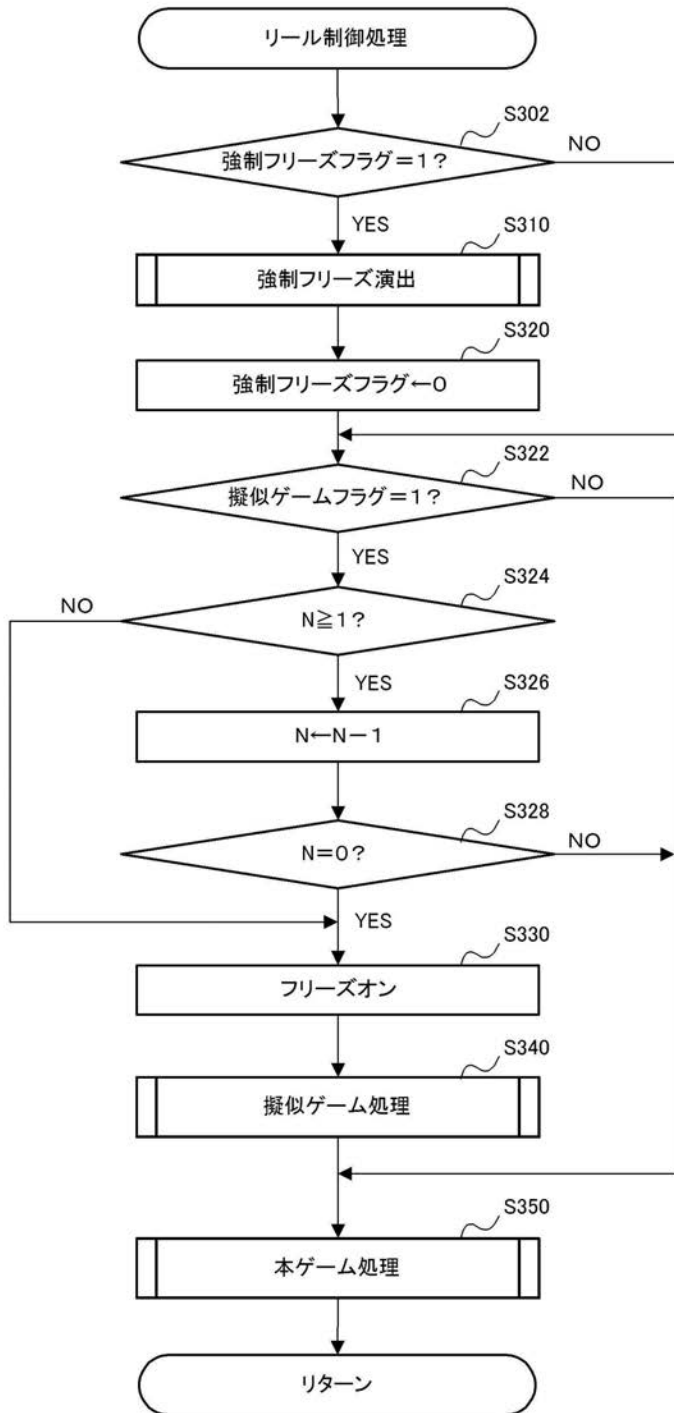 リール制御処理
S302
強制フリーズフラグ＝１？
NO
YES
S310
強制フリーズ演出
S320
強制フリーズフラグ←０
S322
擬似ゲームフラグ＝１？
NO
YES
S324
NO
N≧１？
YES
S326
N←N－１
S328
N＝０？
NO
YES
S330
フリーズオン
S340
擬似ゲーム処理
S350
本ゲーム処理
リターン